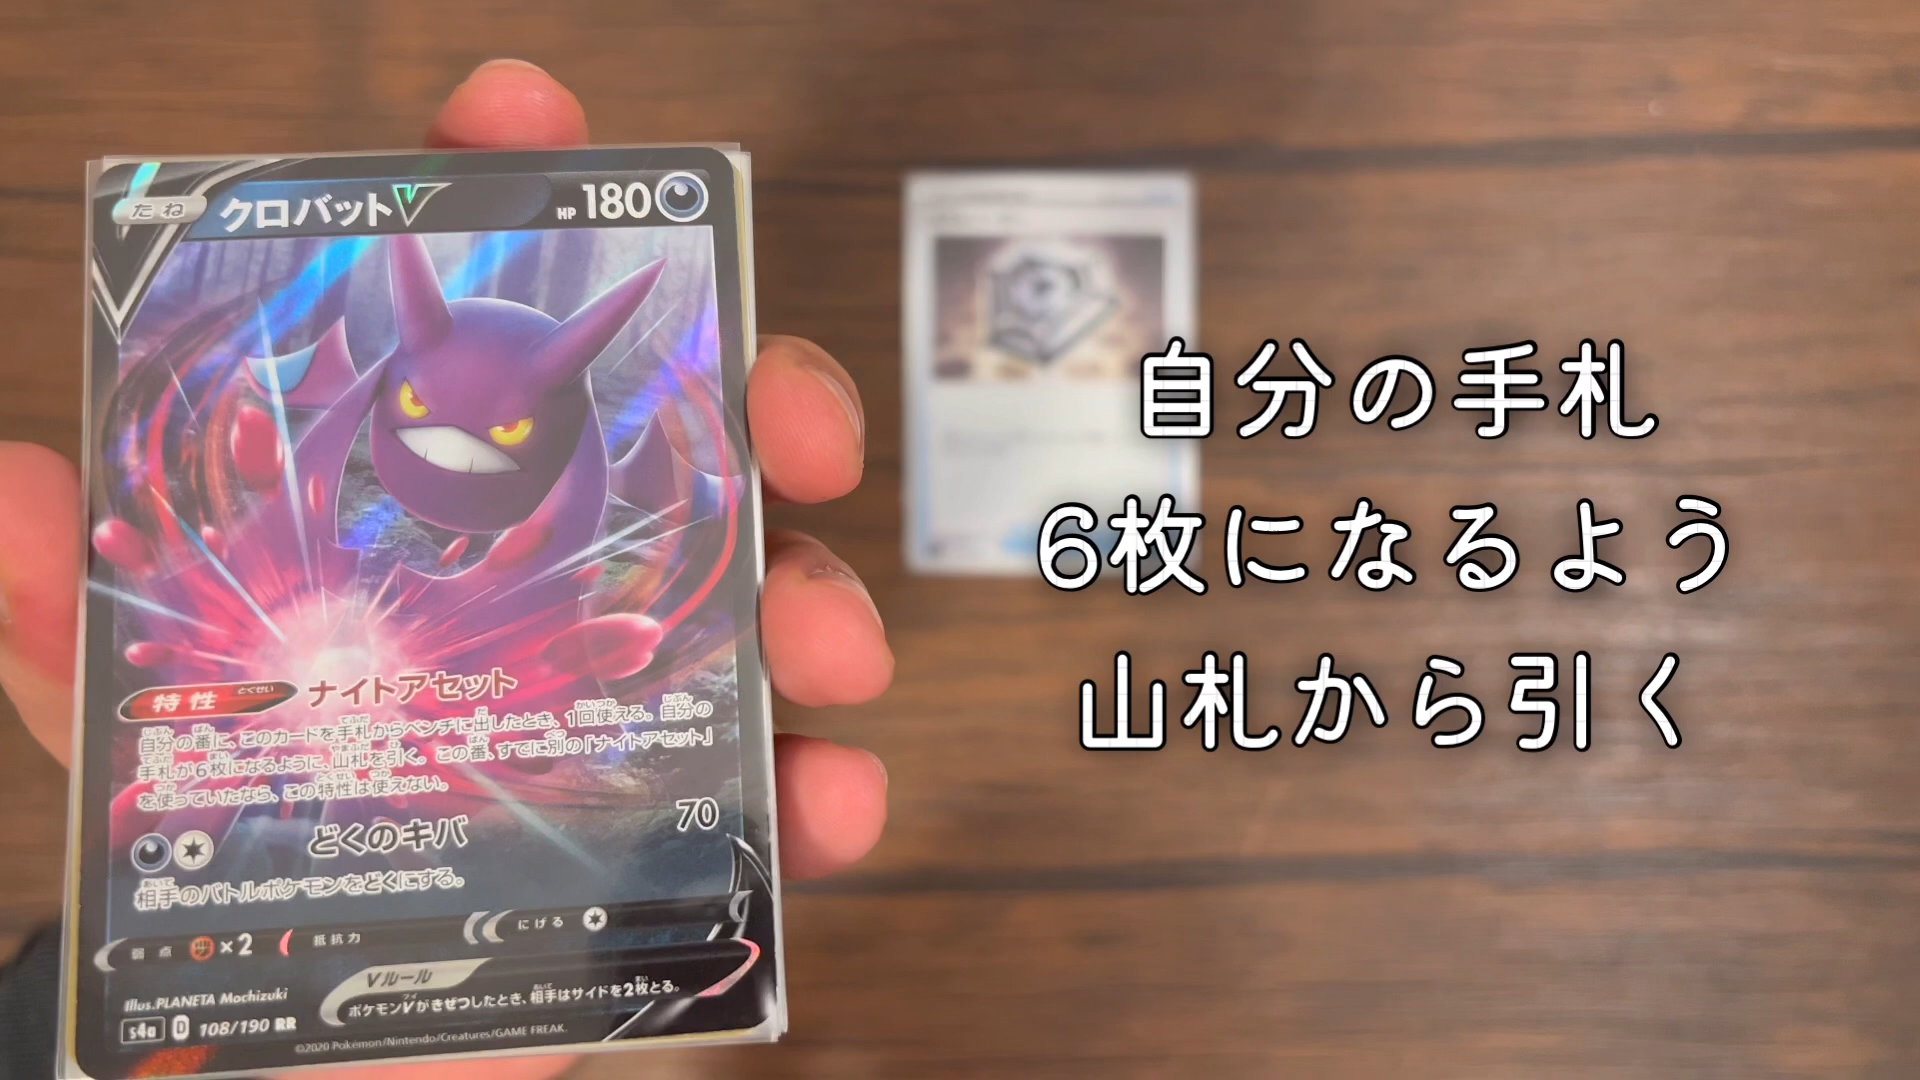 たね
クロバットV
HP 180
特性 とくせい ナイトアセット
自分の番に、このカードを手札からベンチに出したとき、1回使える。自分の
手札が6枚になるように、山札を引く。この番、すでに別の「ナイトアセット」
を使っていたなら、この特性は使えない。
どくのキバ 70
相手のバトルポケモンをどくにする。
弱点 ×2 抵抗力 にげる
Vルール
ポケモンVがきぜつしたとき、相手はサイドを2枚とる。
Illus.PLANETA Mochizuki
s4a D 108/190 RR
©2020 Pokémon/Nintendo/Creatures/GAME FREAK.
自分の手札
6枚になるよう
山札から引く